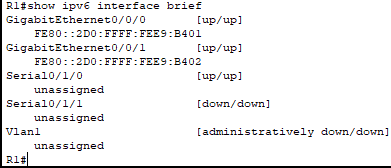 R1#show ipv6 interface brief
GigabitEthernet0/0/0 [up/up]
FE80::2D0:FFFF:FEE9:B401
GigabitEthernet0/0/1 [up/up]
FE80::2D0:FFFF:FEE9:B402
Serial0/1/0 [up/up]
unassigned
Serial0/1/1 [down/down]
unassigned
Vlan1 [administratively down/down]
unassigned
R1#